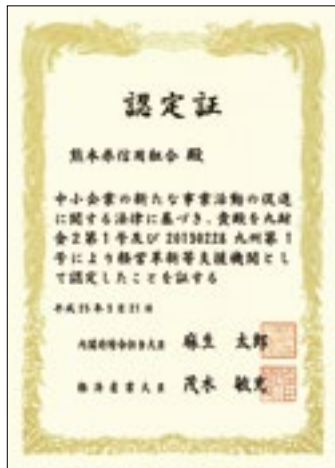 認定証
熊本県信用組合 殿
中小企業の新たな事業活動の促進
に関する法律に基づき、貴殿を九財
金2第1号及び20130226九州第1
号により経営革新等支援機関とし
て認定したことを証する
平成25年3月21日
内閣府特命担当大臣 麻生 太郎
経済産業大臣 茂木 敏充